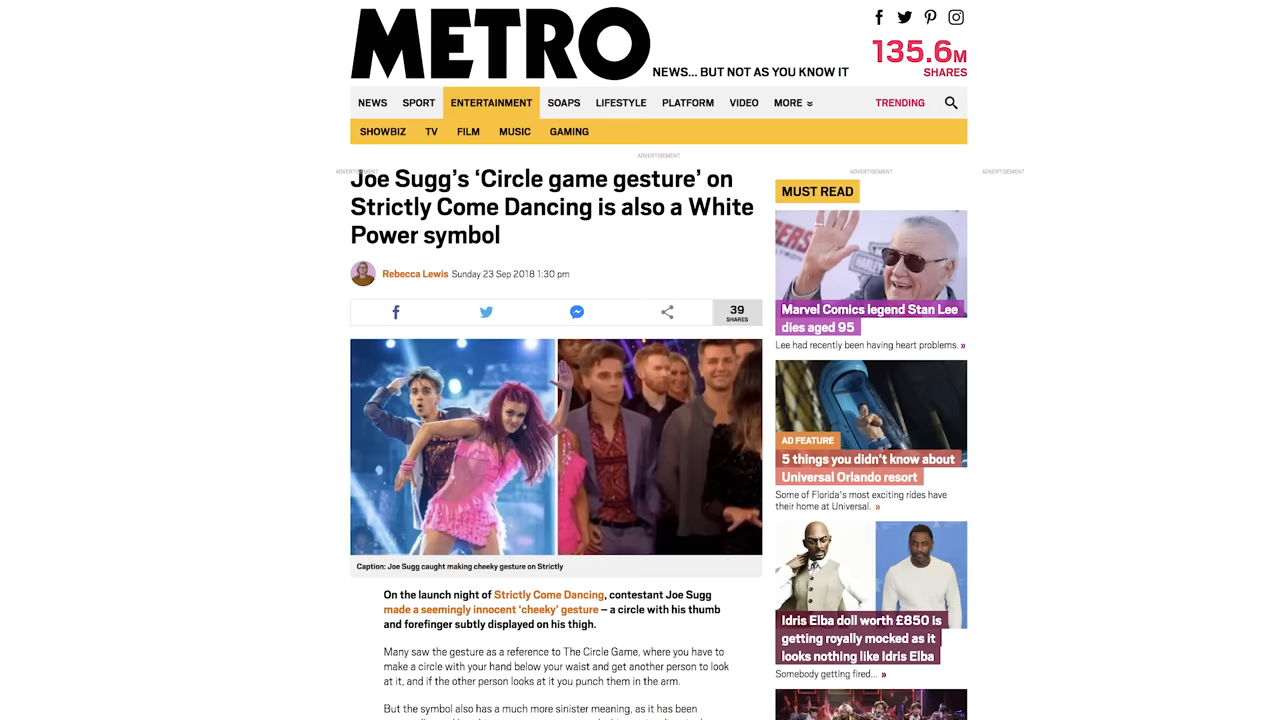 METRO
NEWS... BUT NOT AS YOU KNOW IT
135.6M
SHARES
NEWS SPORT ENTERTAINMENT SOAPS LIFESTYLE PLATFORM VIDEO MORE TRENDING
SHOWBIZ TV FILM MUSIC GAMING
ADVERTISEMENT
ADVERTISEMENT
ADVERTISEMENT
ADVERTISEMENT
Joe Sugg's ‘Circle game gesture’ on
Strictly Come Dancing is also a White
Power symbol
Rebecca Lewis Sunday 23 Sep 2018 1:30 pm
39
SHARES
Caption: Joe Sugg caught making cheeky gesture on Strictly
On the launch night of Strictly Come Dancing, contestant Joe Sugg
made a seemingly innocent ‘cheeky’ gesture – a circle with his thumb
and forefinger subtly displayed on his thigh.
Many saw the gesture as a reference to The Circle Game, where you have to
make a circle with your hand below your waist and get another person to look
at it, and if the other person looks at it you punch them in the arm.
But the symbol also has a much more sinister meaning, as it has been
MUST READ
Marvel Comics legend Stan Lee
dies aged 95
Lee had recently been having heart problems. »
AD FEATURE
5 things you didn't know about
Universal Orlando resort
Some of Florida's most exciting rides have
their home at Universal. »
Idris Elba doll worth £850 is
getting royally mocked as it
looks nothing like Idris Elba
Somebody getting fired... »